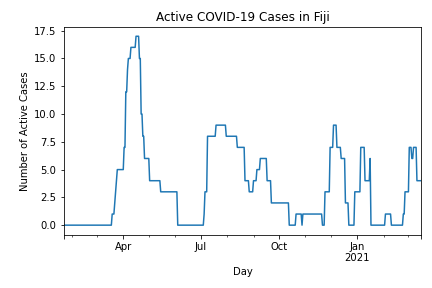 Active COVID-19 Cases in Fiji
17.5
15.0
12.5
10.0
7.5
5.0
2.5
0.0
Number of Active Cases
Apr
Jul
Oct
Jan
2021
Day